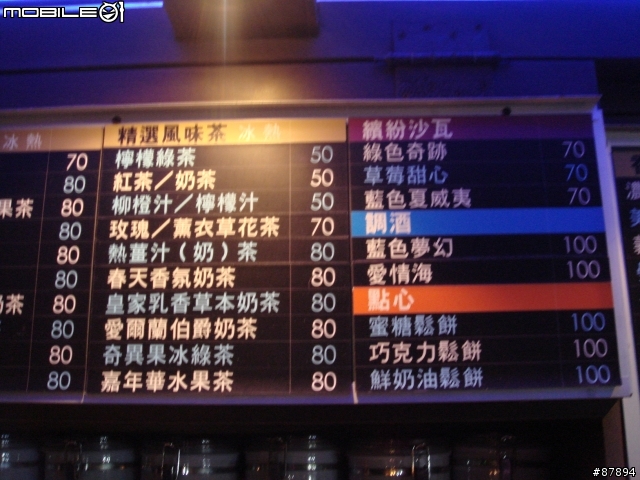 MOBILE01
冰 熱
70
80
果茶 80
80
80
80
茶 80
80
80
80
精選風味茶 冰 熱
檸檬綠茶 50
紅茶／奶茶 50
柳橙汁／檸檬汁 50
玫瑰／薰衣草花茶 70
熱薑汁（奶）茶 80
春天香氛奶茶 80
皇家乳香草本奶茶 80
愛爾蘭伯爵奶茶 80
奇異果冰綠茶 80
嘉年華水果茶 80
繽紛沙瓦
綠色奇跡 70
草莓甜心 70
藍色夏威夷 70
調酒
藍色夢幻 100
愛情海 100
點心
蜜糖鬆餅 100
巧克力鬆餅 100
鮮奶油鬆餅 100
#87894